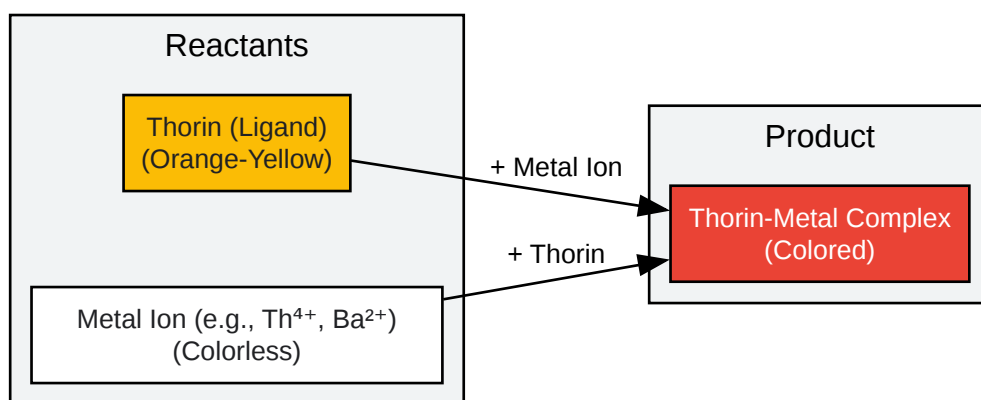 Reactants
Thorin (Ligand)
(Orange-Yellow)
+ Metal Ion
Product
Thorin-Metal Complex
(Colored)
+ Thorin
Metal Ion (e.g., Th⁴⁺, Ba²⁺)
(Colorless)